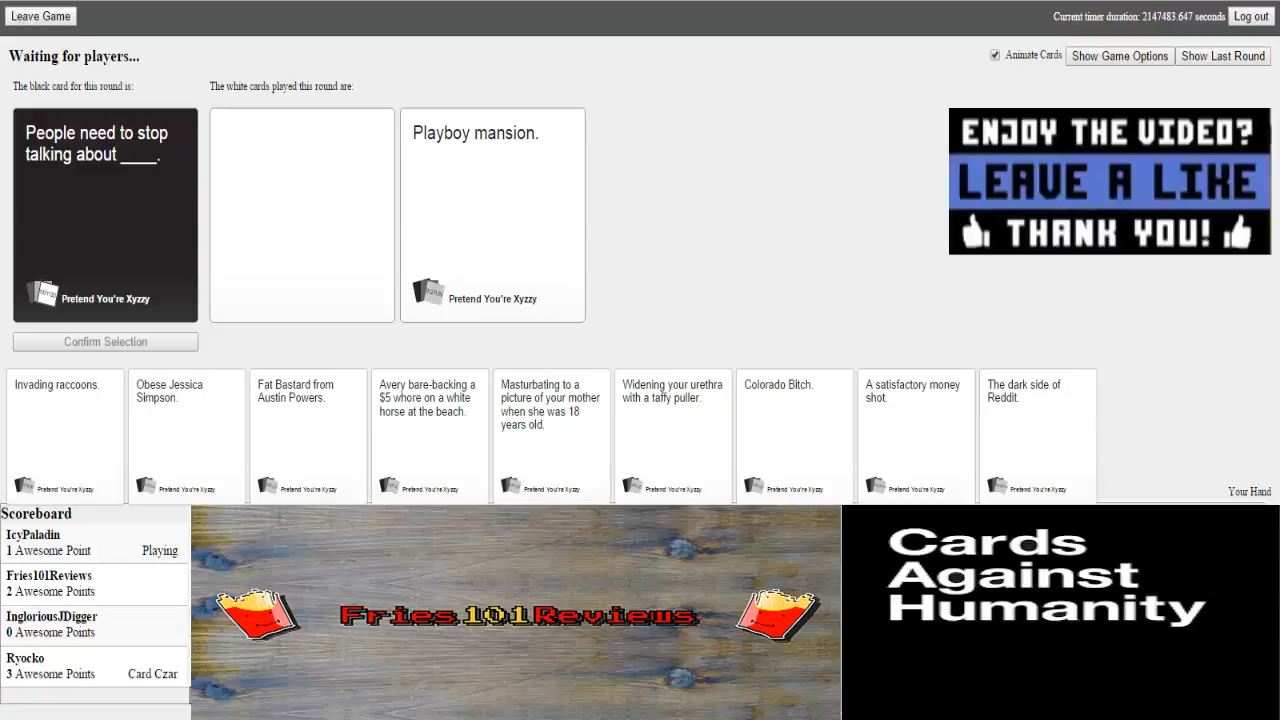 Leave Game
Current timer duration: 2147483.647 seconds
Log out
Waiting for players...
Animate Cards
Show Game Options
Show Last Round
The black card for this round is:
The white cards played this round are:
People need to stop
talking about ____.
Pretend You're Xyzzy
Playboy mansion.
Pretend You're Xyzzy
ENJOY THE VIDEO?
LEAVE A LIKE
THANK YOU!
Confirm Selection
Invading raccoons.
Pretend You're Xyzzy
Obese Jessica
Simpson.
Pretend You're Xyzzy
Fat Bastard from
Austin Powers.
Pretend You're Xyzzy
Avery bare-backing a
$5 whore on a white
horse at the beach.
Pretend You're Xyzzy
Masturbating to a
picture of your mother
when she was 18
years old.
Pretend You're Xyzzy
Widening your urethra
with a taffy puller.
Pretend You're Xyzzy
Colorado Bitch.
Pretend You're Xyzzy
A satisfactory money
shot.
Pretend You're Xyzzy
The dark side of
Reddit.
Pretend You're Xyzzy
Your Hand
Scoreboard
IcyPaladin
1 Awesome Point Playing
Fries101Reviews
2 Awesome Points
IngloriousJDigger
0 Awesome Points
Ryocko
3 Awesome Points Card Czar
Fries101Reviews
Cards
Against
Humanity